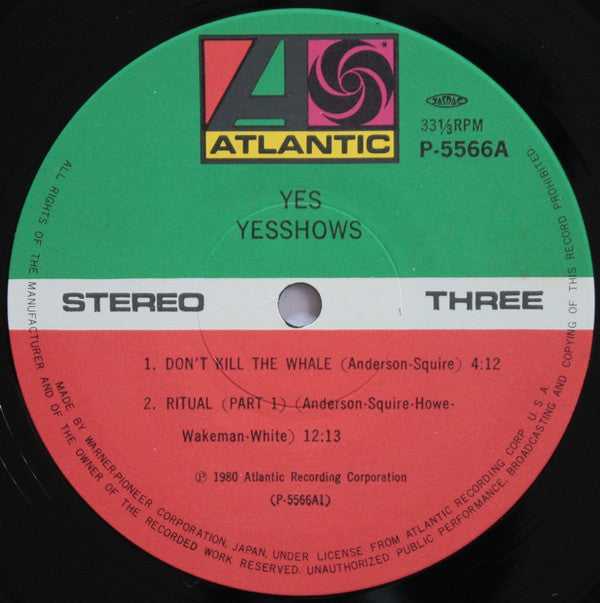 ATLANTIC
JASRAC
33⅓RPM
P-5566A
YES
YESSHOWS
STEREO
THREE
1. DON'T KILL THE WHALE (Anderson-Squire) 4:12
2. RITUAL (PART 1) (Anderson-Squire-Howe-
Wakeman-White) 12:13
Ⓟ 1980 Atlantic Recording Corporation
(P-5566A1)
MADE BY WARNER-PIONEER CORPORATION, JAPAN, UNDER LICENSE FROM ATLANTIC RECORDING CORP. U.S.A.
ALL RIGHTS OF THE MANUFACTURER AND OF THE OWNER OF THE RECORDED WORK RESERVED. UNAUTHORIZED PUBLIC PERFORMANCE, BROADCASTING AND COPYING OF THIS RECORD PROHIBITED.